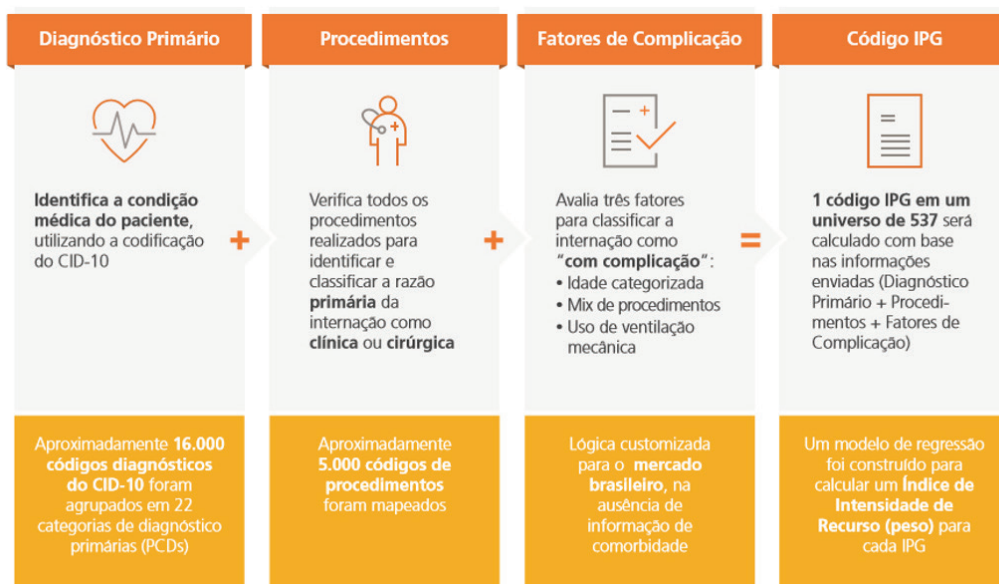 Diagnóstico Primário
Identifica a condição
médica do paciente,
utilizando a codificação
do CID-10
Aproximadamente 16.000
códigos diagnósticos
do CID-10 foram
agrupados em 22
categorias de diagnóstico
primárias (PCDs)
+
Procedimentos
Verifica todos os
procedimentos
realizados para
identificar e
classificar a razão
primária da
internação como
clínica ou cirúrgica
Aproximadamente
5.000 códigos de
procedimentos
foram mapeados
+
Fatores de Complicação
Avalia três fatores
para classificar a
internação como
“com complicação”:
• Idade categorizada
• Mix de procedimentos
• Uso de ventilação
mecânica
Lógica customizada
para o mercado
brasileiro, na
ausência de
informação de
comorbidade
=
Código IPG
1 código IPG em um
universo de 537 será
calculado com base
nas informações
enviadas (Diagnóstico
Primário + Procedi-
mentos + Fatores de
Complicação)
Um modelo de regressão
foi construído para
calcular um Índice de
Intensidade de
Recurso (peso) para
cada IPG